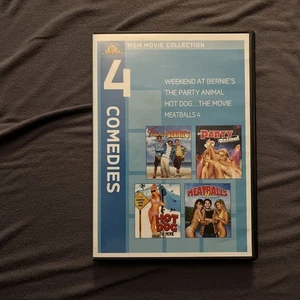 MGM MOVIE COLLECTION
4 COMEDIES
WEEKEND AT BERNIE'S
THE PARTY ANIMAL
HOT DOG...THE MOVIE
MEATBALLS 4
BERNIE'S
PARTY
HOT
DOG
MEATBALLS